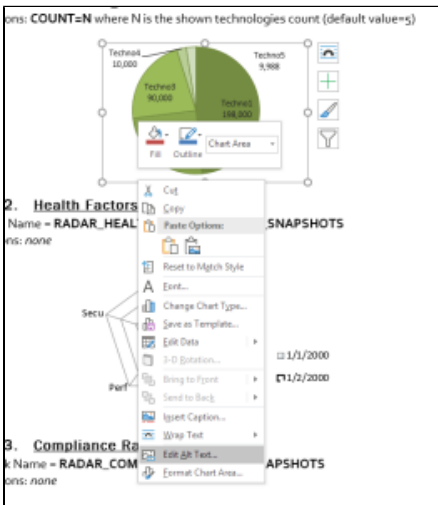 ons: COUNT=N where N is the shown technologies count (default value=5)
Techno4
10,000
Techno5
9,988
Techno3
90,000
Techno1
198,000
Fill
Outline
Chart Area
Cut
Copy
Paste Options:
Reset to Match Style
Font...
Change Chart Type...
Save as Template...
Edit Data
3-D Rotation...
Bring to Front
Send to Back
Insert Caption...
Wrap Text
Edit Alt Text...
Format Chart Area...
2. Health Factors
Name = RADAR_HEAL SNAPSHOTS
ons: none
Secu
Perf
1/1/2000
1/2/2000
3. Compliance Ra
k Name = RADAR_COM APSHOTS
ons: none